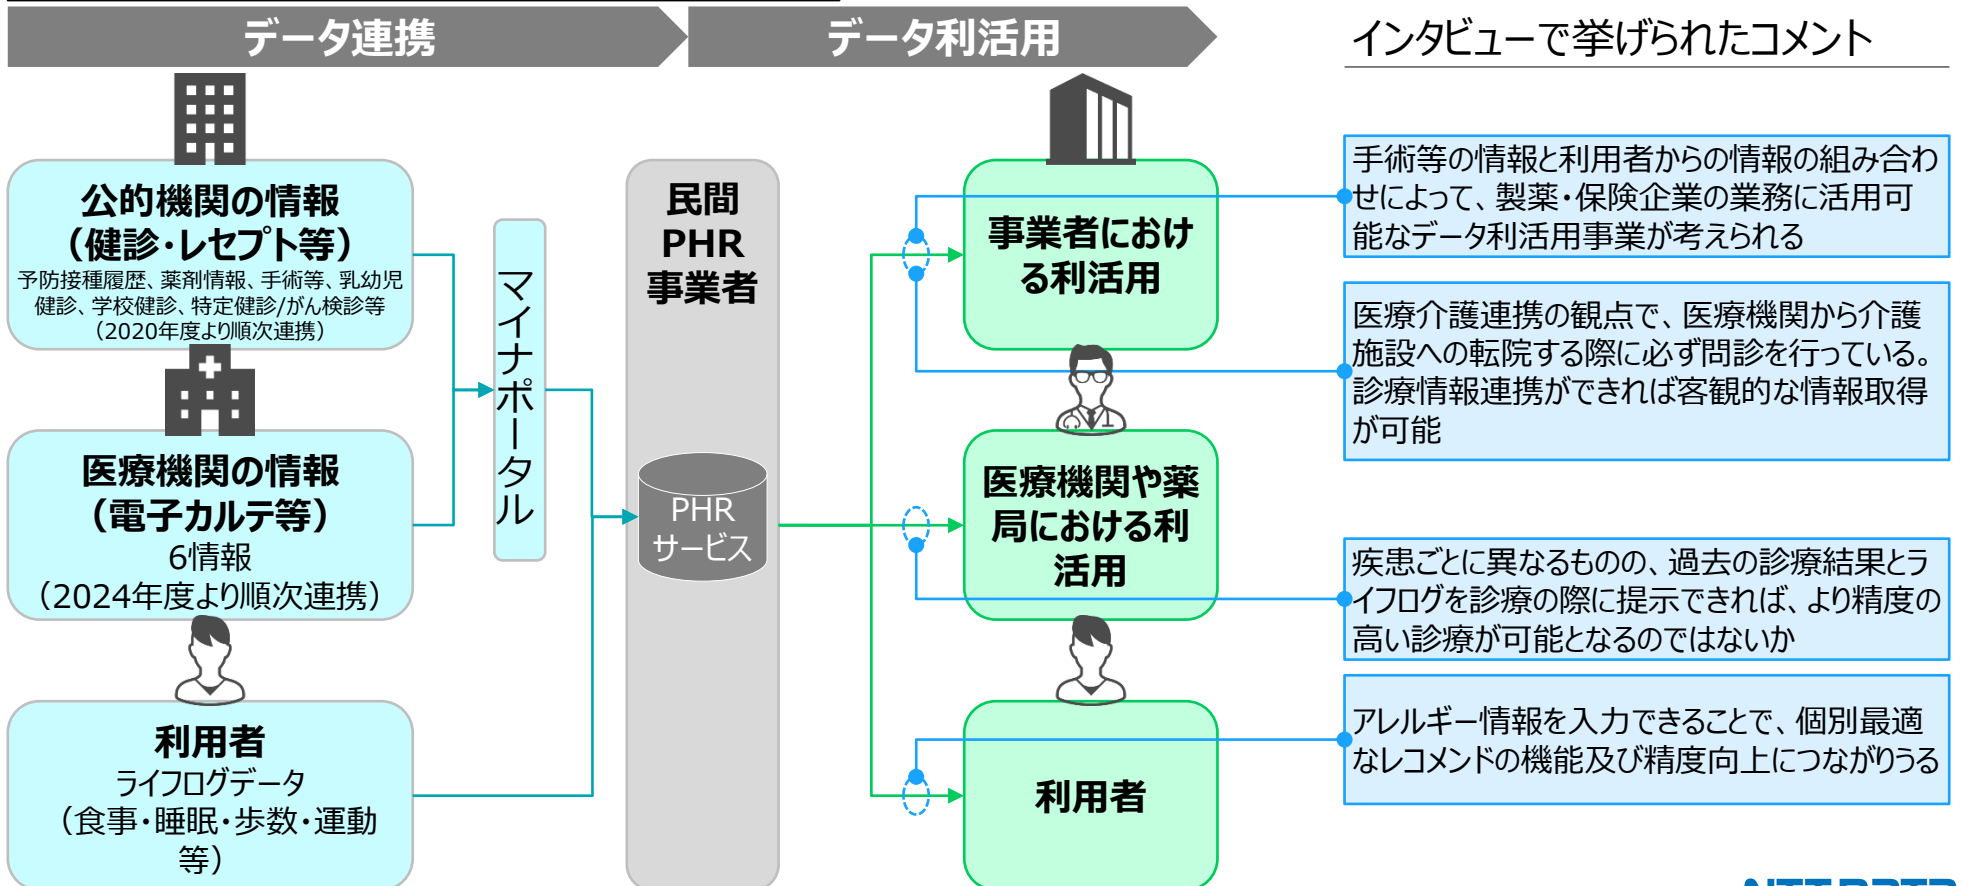 データ連携
データ利活用
インタビューで挙げられたコメント
公的機関の情報
（健診・レセプト等）
予防接種履歴、薬剤情報、手術等、乳幼児
健診、学校健診、特定健診/がん検診等
（2020年度より順次連携）
医療機関の情報
（電子カルテ等）
6情報
（2024年度より順次連携）
利用者
ライフログデータ
（食事・睡眠・歩数・運動
等）
マイナポータル
民間
PHR
事業者
PHR
サービス
事業者におけ
る利活用
医療機関や薬
局における利
活用
利用者
手術等の情報と利用者からの情報の組み合わ
せによって、製薬・保険企業の業務に活用可
能なデータ利活用事業が考えられる
医療介護連携の観点で、医療機関から介護
施設への転院する際に必ず問診を行っている。
診療情報連携ができれば客観的な情報取得
が可能
疾患ごとに異なるものの、過去の診療結果とラ
イフログを診療の際に提示できれば、より精度の
高い診療が可能となるのではないか
アレルギー情報を入力できることで、個別最適
なレコメンドの機能及び精度向上につながりうる